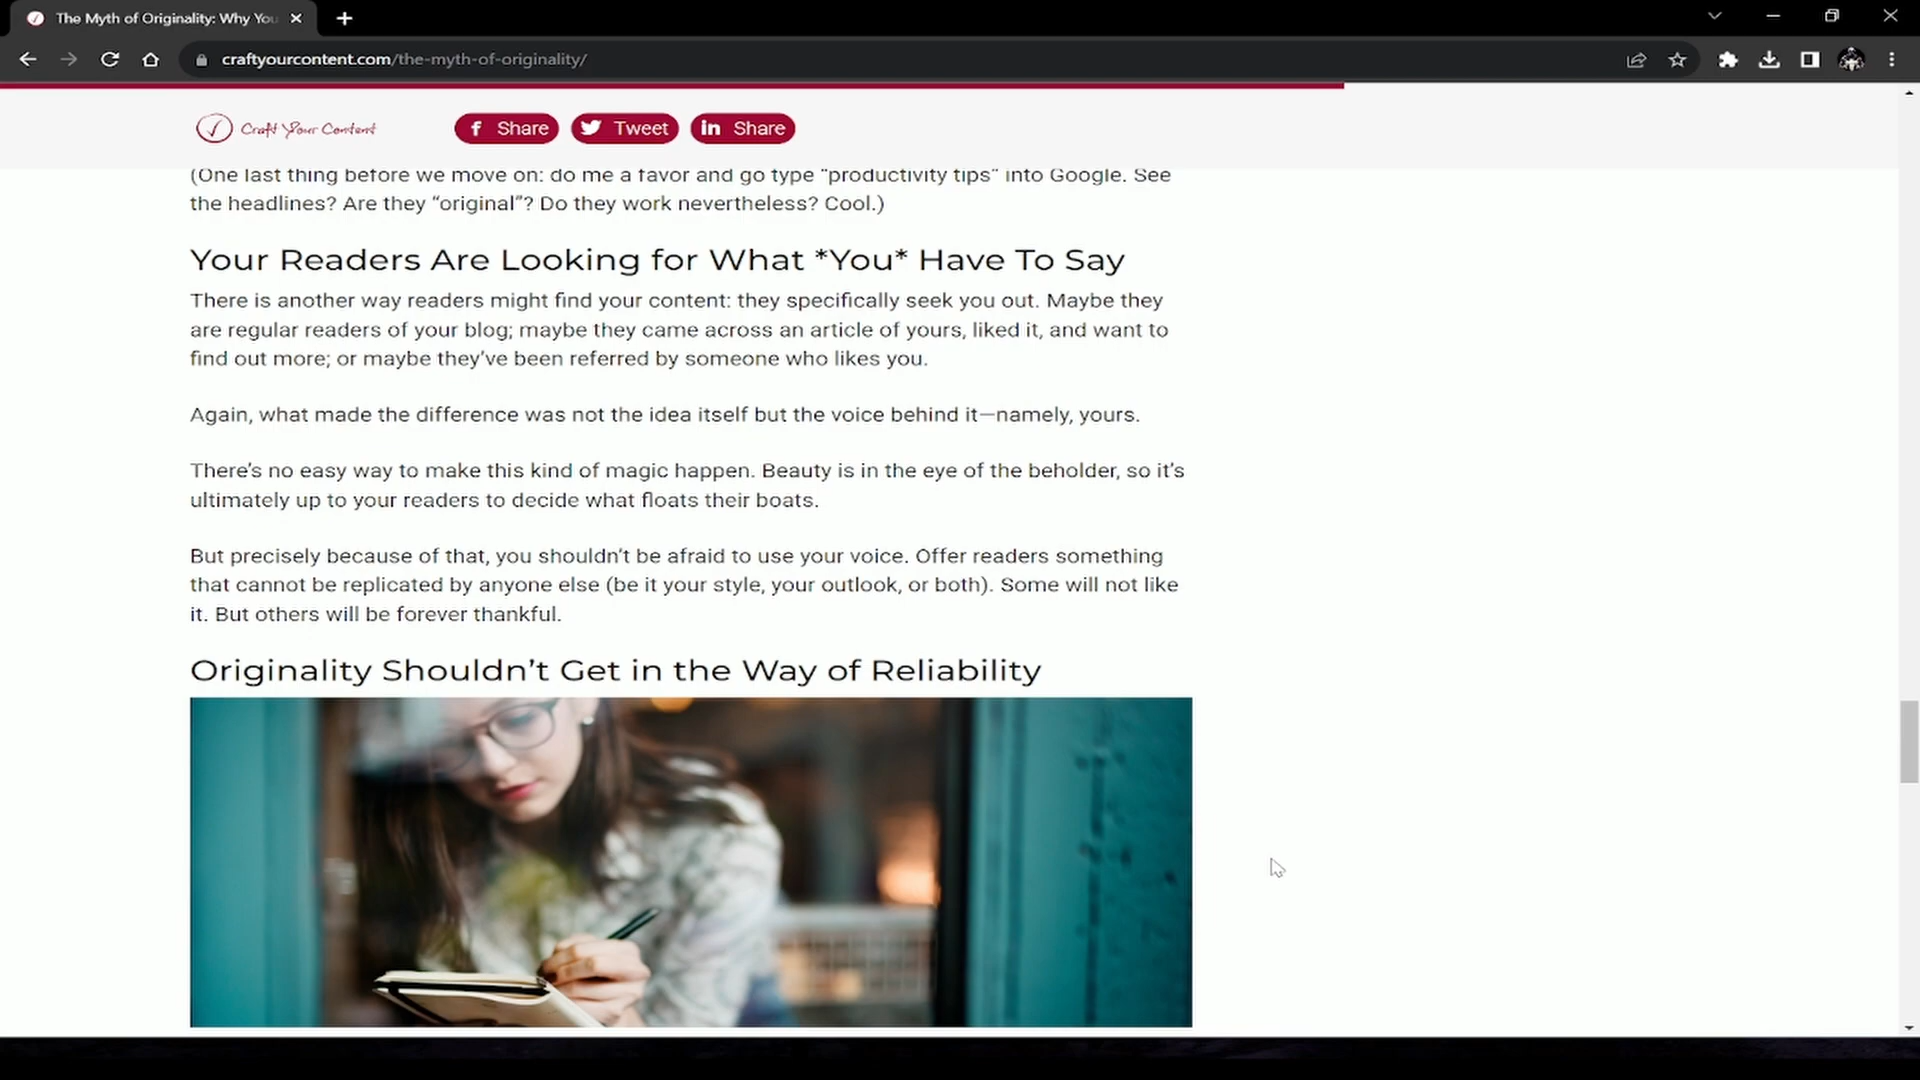 The Myth of Originality: Why You
craftyourcontent.com/the-myth-of-originality/
Craft Your Content
Share
Tweet
Share
(One last thing before we move on: do me a favor and go type “productivity tips” into Google. See
the headlines? Are they “original”? Do they work nevertheless? Cool.)
Your Readers Are Looking for What *You* Have To Say
There is another way readers might find your content: they specifically seek you out. Maybe they
are regular readers of your blog; maybe they came across an article of yours, liked it, and want to
find out more; or maybe they’ve been referred by someone who likes you.
Again, what made the difference was not the idea itself but the voice behind it—namely, yours.
There’s no easy way to make this kind of magic happen. Beauty is in the eye of the beholder, so it’s
ultimately up to your readers to decide what floats their boats.
But precisely because of that, you shouldn’t be afraid to use your voice. Offer readers something
that cannot be replicated by anyone else (be it your style, your outlook, or both). Some will not like
it. But others will be forever thankful.
Originality Shouldn’t Get in the Way of Reliability